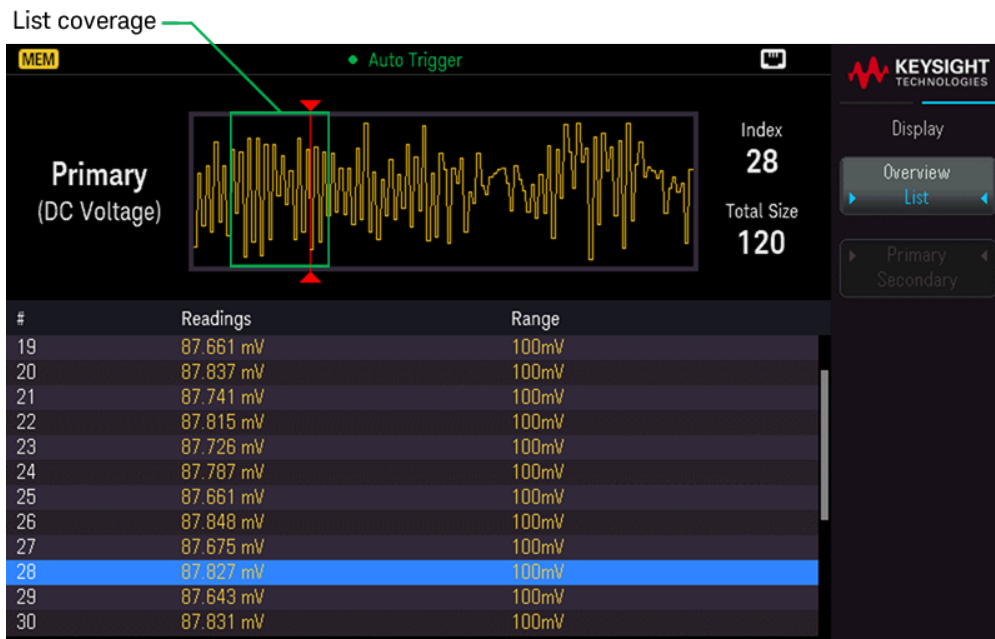 List coverage
MEM
Auto Trigger
KEYSIGHT
TECHNOLOGIES
Display
Overview
List
Primary
Secondary
Primary
(DC Voltage)
Index
28
Total Size
120
# Readings Range
19 87.661 mV 100mV
20 87.837 mV 100mV
21 87.741 mV 100mV
22 87.815 mV 100mV
23 87.726 mV 100mV
24 87.787 mV 100mV
25 87.661 mV 100mV
26 87.848 mV 100mV
27 87.675 mV 100mV
28 87.827 mV 100mV
29 87.643 mV 100mV
30 87.831 mV 100mV